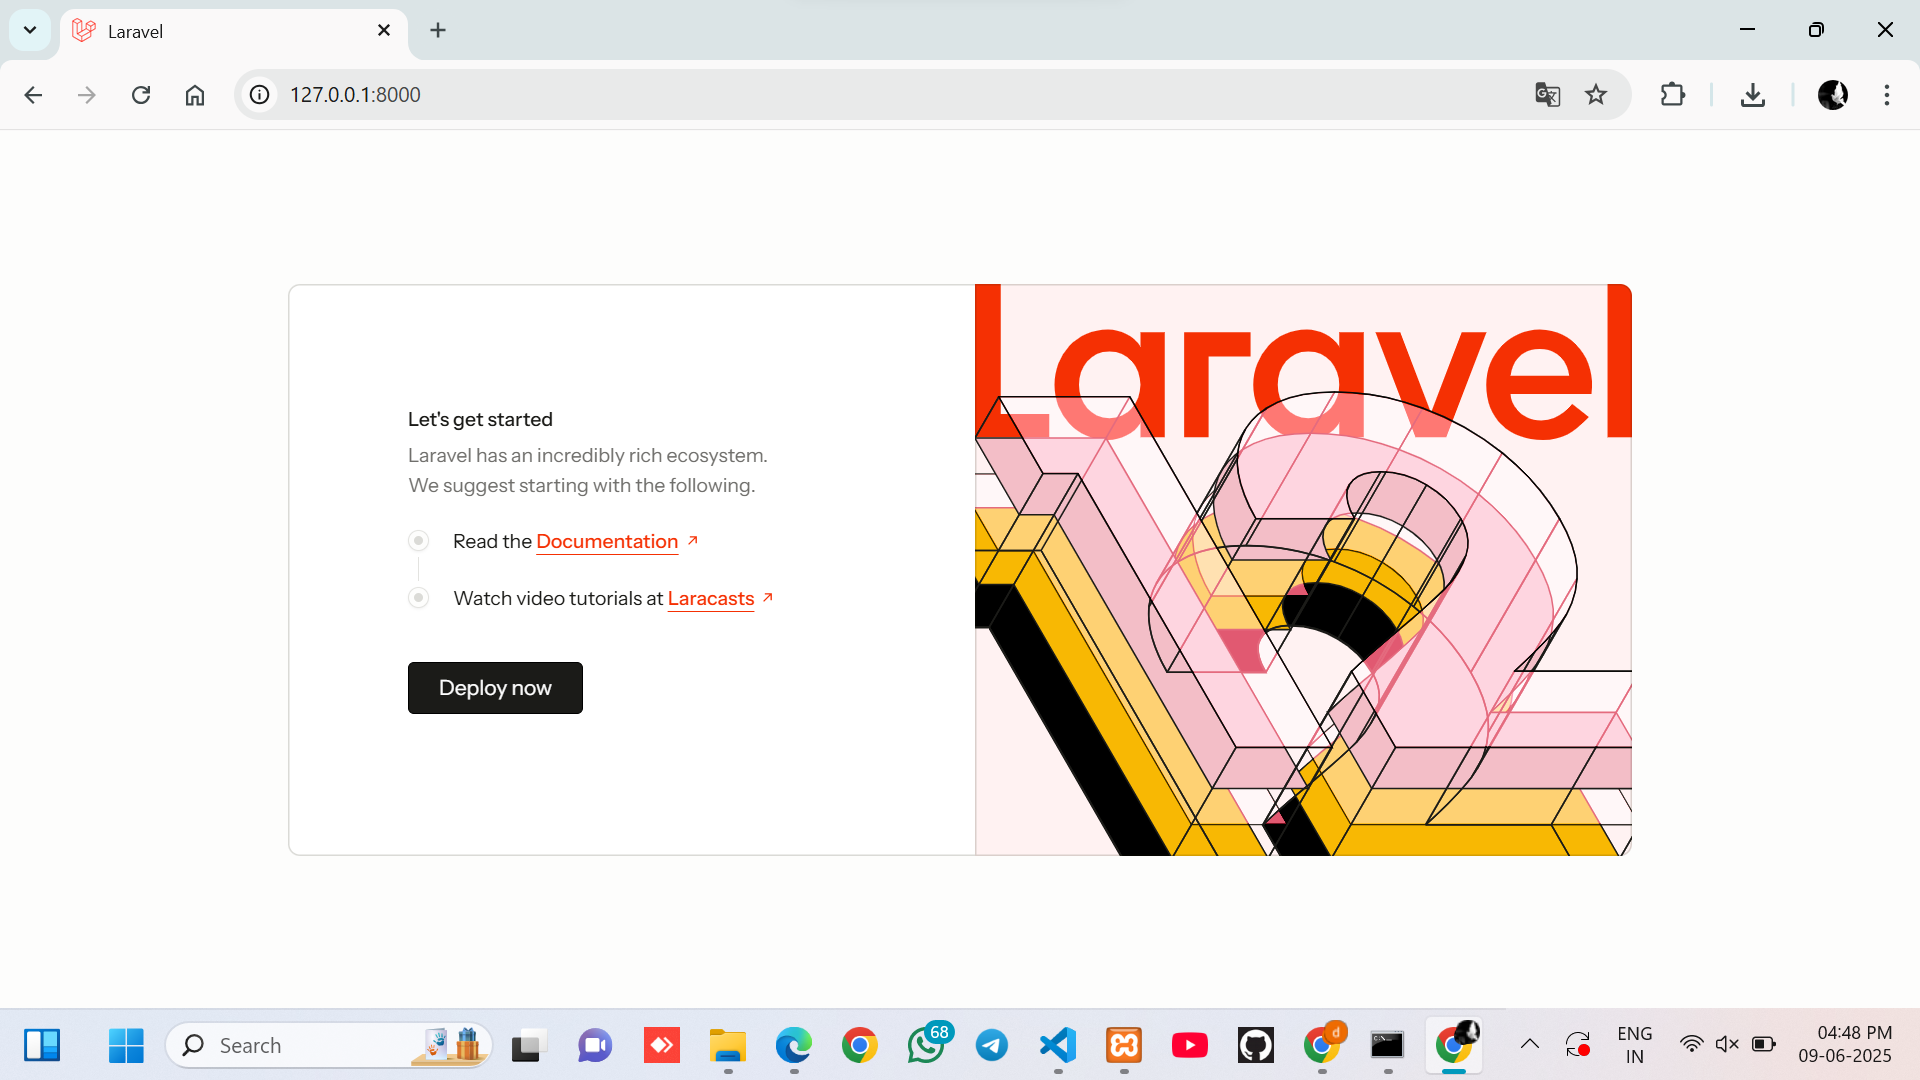 Laravel
127.0.0.1:8000
Laravel
Let's get started
Laravel has an incredibly rich ecosystem.
We suggest starting with the following.
Read the Documentation
Watch video tutorials at Laracasts
Deploy now
Search
68
d
ENG
IN
04:48 PM
09-06-2025